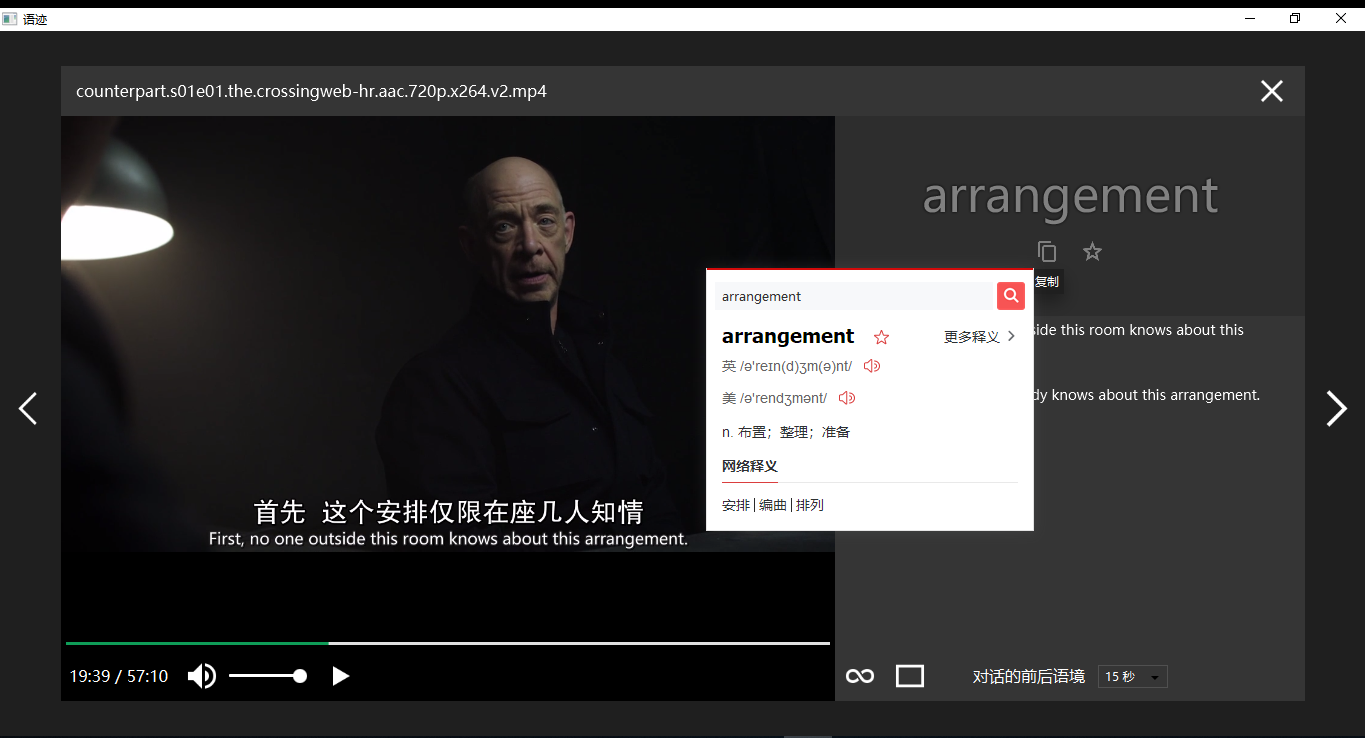 语迹
counterpart.s01e01.the.crossingweb-hr.aac.720p.x264.v2.mp4
arrangement
复制
arrangement
arrangement
更多释义
英 /ə'reɪn(d)ʒm(ə)nt/
美 /ə'rendʒmənt/
n. 布置；整理；准备
网络释义
安排 | 编曲 | 排列
this room knows about this
knows about this arrangement.
首先 这个安排仅限在座几人知情
First, no one outside this room knows about this arrangement.
19:39 / 57:10
对话的前后语境
15 秒